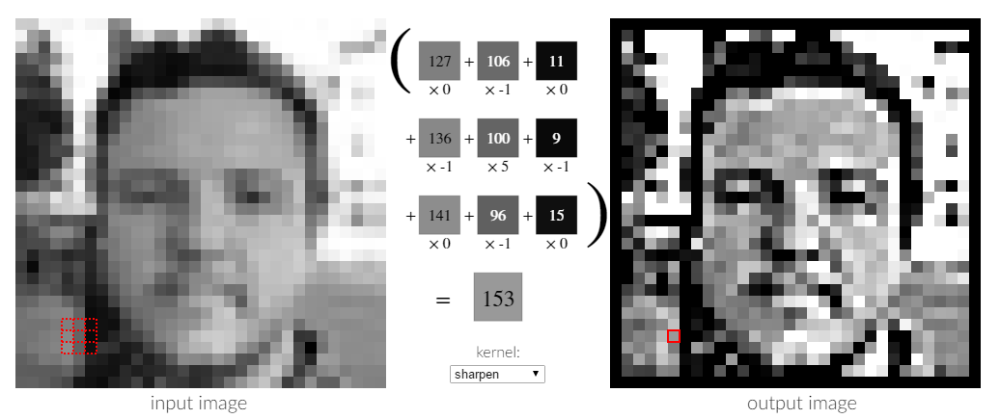 ( 127 + 106 + 11
× 0 × -1 × 0
+ 136 + 100 + 9
× -1 × 5 × -1
+ 141 + 96 + 15 )
× 0 × -1 × 0
= 153
kernel:
sharpen
input image
output image